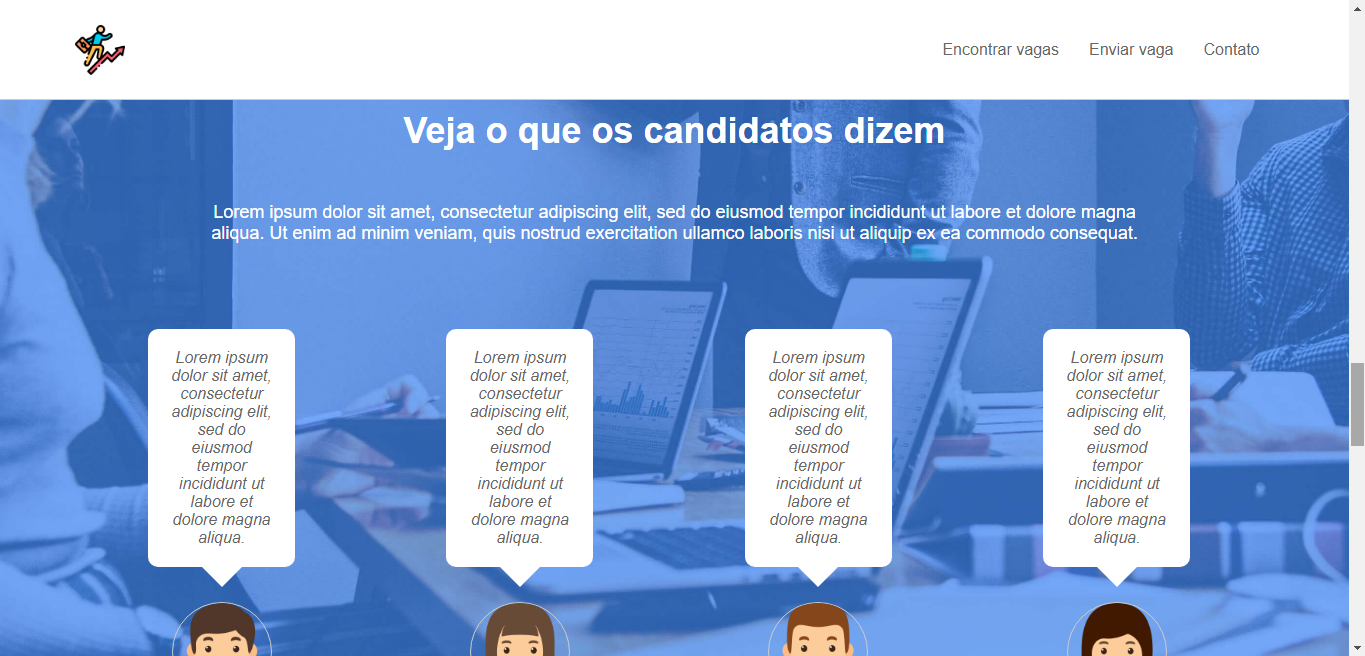 Encontrar vagas Enviar vaga Contato
Veja o que os candidatos dizem
Lorem ipsum dolor sit amet, consectetur adipiscing elit, sed do eiusmod tempor incididunt ut labore et dolore magna
aliqua. Ut enim ad minim veniam, quis nostrud exercitation ullamco laboris nisi ut aliquip ex ea commodo consequat.
Lorem ipsum
dolor sit amet,
consectetur
adipiscing elit,
sed do
eiusmod
tempor
incididunt ut
labore et
dolore magna
aliqua.
Lorem ipsum
dolor sit amet,
consectetur
adipiscing elit,
sed do
eiusmod
tempor
incididunt ut
labore et
dolore magna
aliqua.
Lorem ipsum
dolor sit amet,
consectetur
adipiscing elit,
sed do
eiusmod
tempor
incididunt ut
labore et
dolore magna
aliqua.
Lorem ipsum
dolor sit amet,
consectetur
adipiscing elit,
sed do
eiusmod
tempor
incididunt ut
labore et
dolore magna
aliqua.